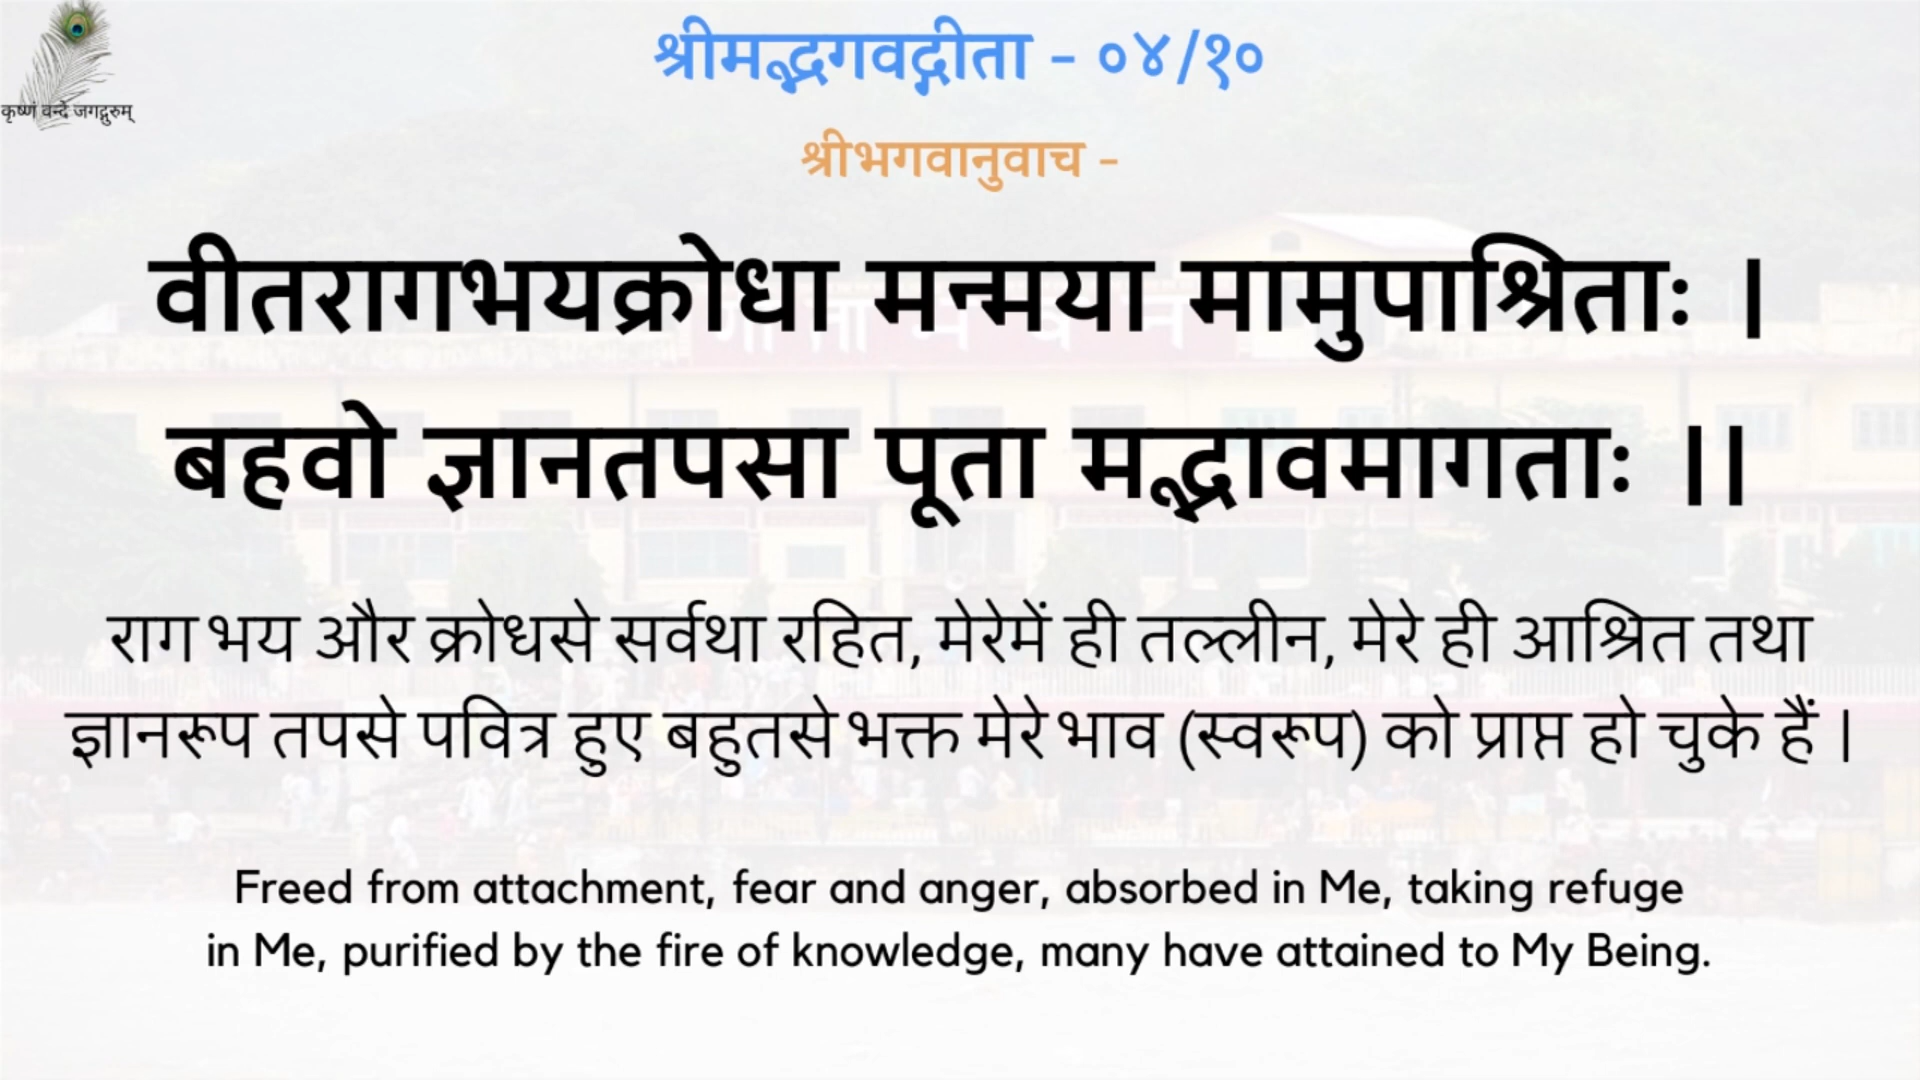 कृष्णं वन्दे जगद्गुरुम्
श्रीमद्भगवद्गीता - ०४/१०
श्रीभगवानुवाच -
वीतरागभयक्रोधा मन्मया मामुपाश्रिताः |
बहवो ज्ञानतपसा पूता मद्भावमागताः ||
राग भय और क्रोधसे सर्वथा रहित, मेरेमें ही तल्लीन, मेरे ही आश्रित तथा
ज्ञानरूप तपसे पवित्र हुए बहुतसे भक्त मेरे भाव (स्वरूप) को प्राप्त हो चुके हैं |
Freed from attachment, fear and anger, absorbed in Me, taking refuge
in Me, purified by the fire of knowledge, many have attained to My Being.